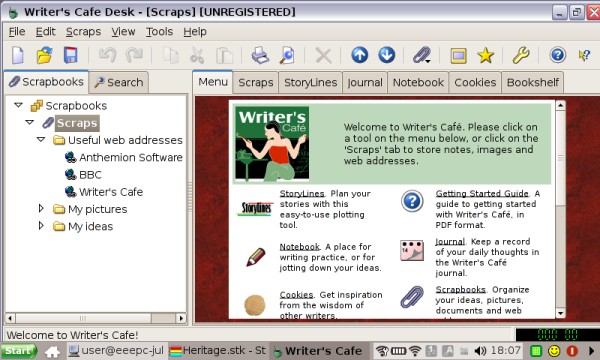 Writer's Cafe Desk - [Scraps] [UNREGISTERED]
File Edit Scraps View Tools Help
Scrapbooks Search
Menu Scraps StoryLines Journal Notebook Cookies Bookshelf
Scrapbooks
Scraps
Useful web addresses
Anthemion Software
BBC
Writer's Cafe
My pictures
My ideas
Writer's
Café
Welcome to Writer's Café. Please click on
a tool on the menu below, or click on the
'Scraps' tab to store notes, images and
web addresses.
StoryLines
StoryLines. Plan your
stories with this
easy-to-use plotting
tool.
Getting Started Guide. A
guide to getting started
with Writer's Café, in
PDF format.
Notebook. A place for
writing practice, or for
jotting down your ideas.
14
Journal. Keep a record
of your daily thoughts in
the Writer's Café
journal.
Cookies. Get inspiration
from the wisdom of
other writers.
Scrapbooks. Organize
your ideas, pictures,
documents and web
Welcome to Writer's Cafe!
Start user@eeepc-jul Heritage.stk - St Writer's Cafe 18:07